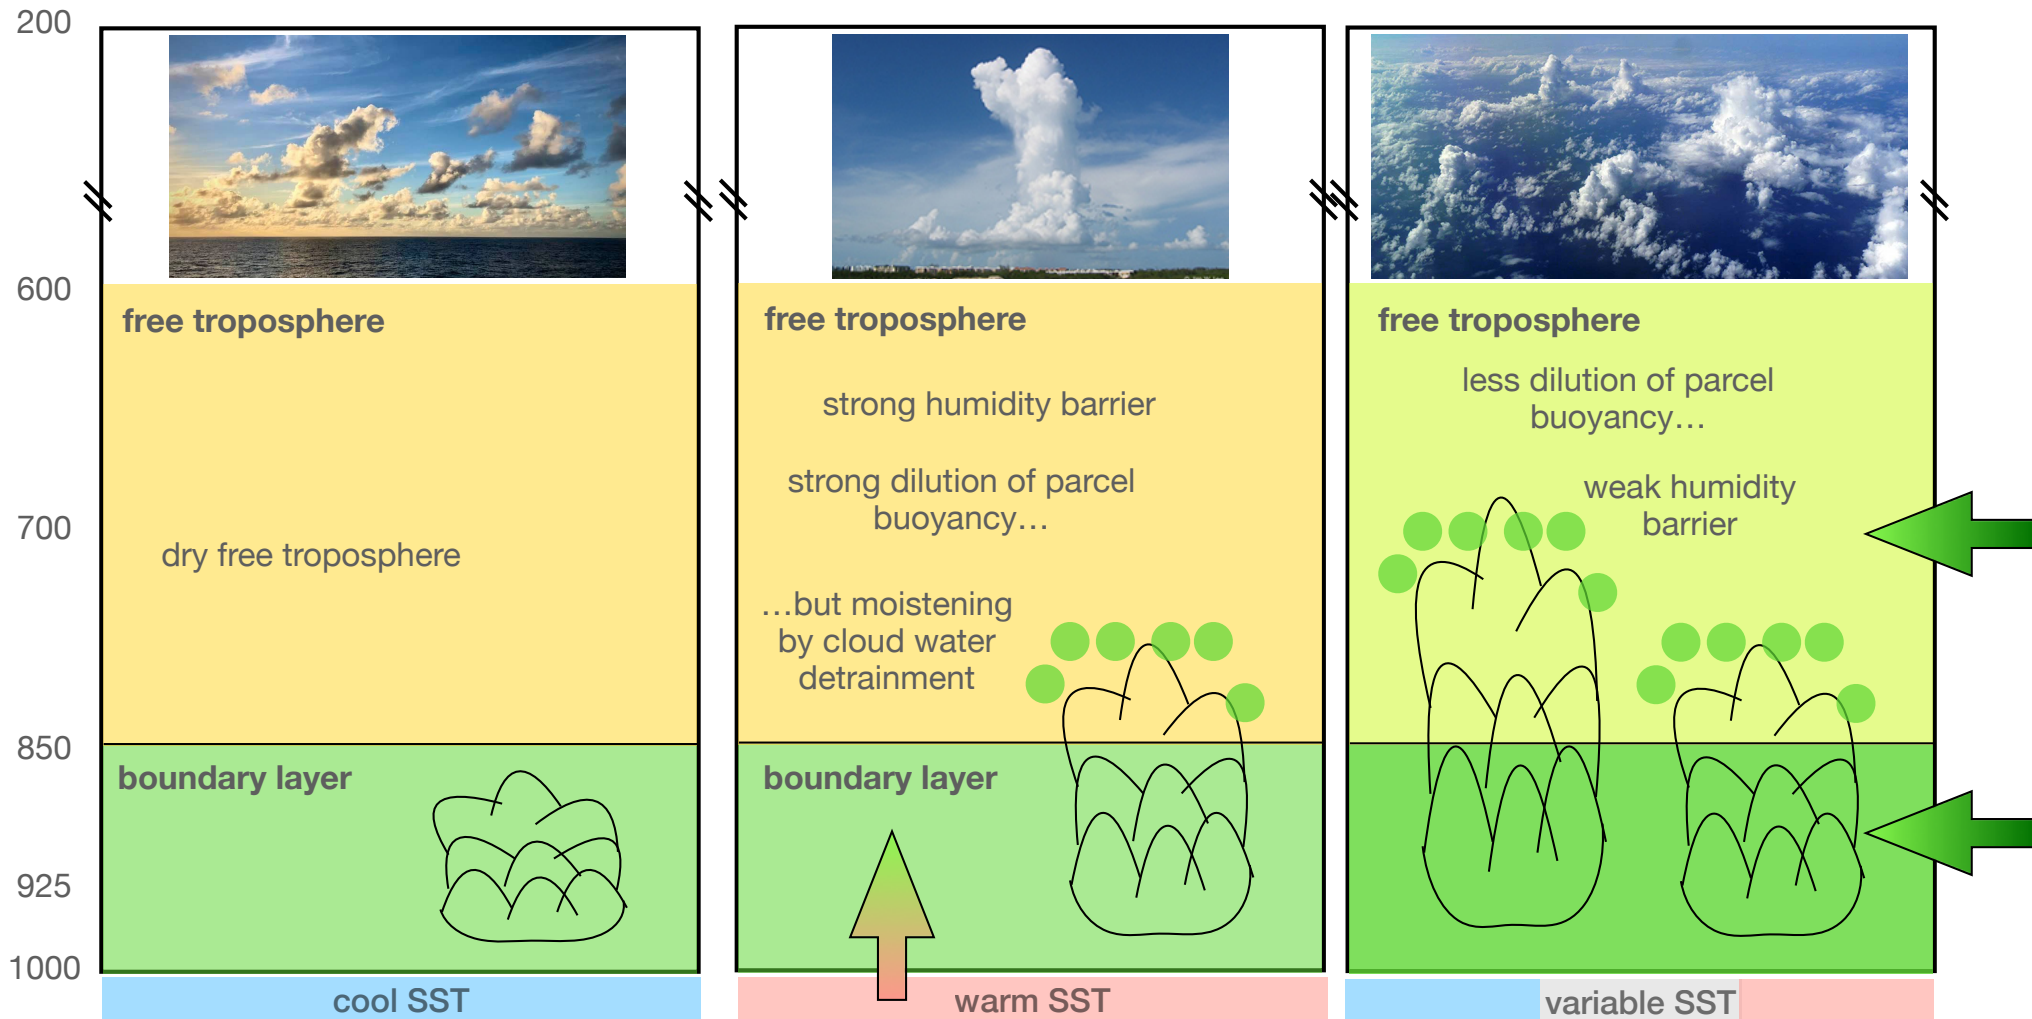 200
600
700
850
925
1000
free troposphere
dry free troposphere
boundary layer
cool SST
free troposphere
strong humidity barrier
strong dilution of parcel
buoyancy…
…but moistening
by cloud water
detrainment
boundary layer
warm SST
free troposphere
less dilution of parcel
buoyancy…
weak humidity
barrier
variable SST